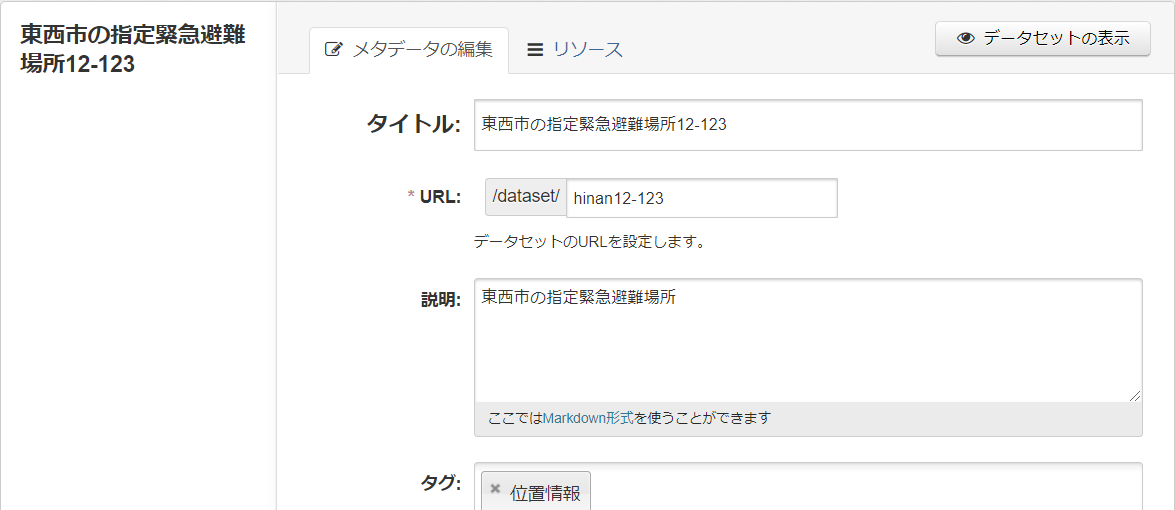 東西市の指定緊急避難
場所12-123
メタデータの編集
リソース
データセットの表示
タイトル:
東西市の指定緊急避難場所12-123
* URL:
/dataset/
hinan12-123
データセットのURLを設定します。
説明:
東西市の指定緊急避難場所
ここではMarkdown形式を使うことができます
タグ:
位置情報